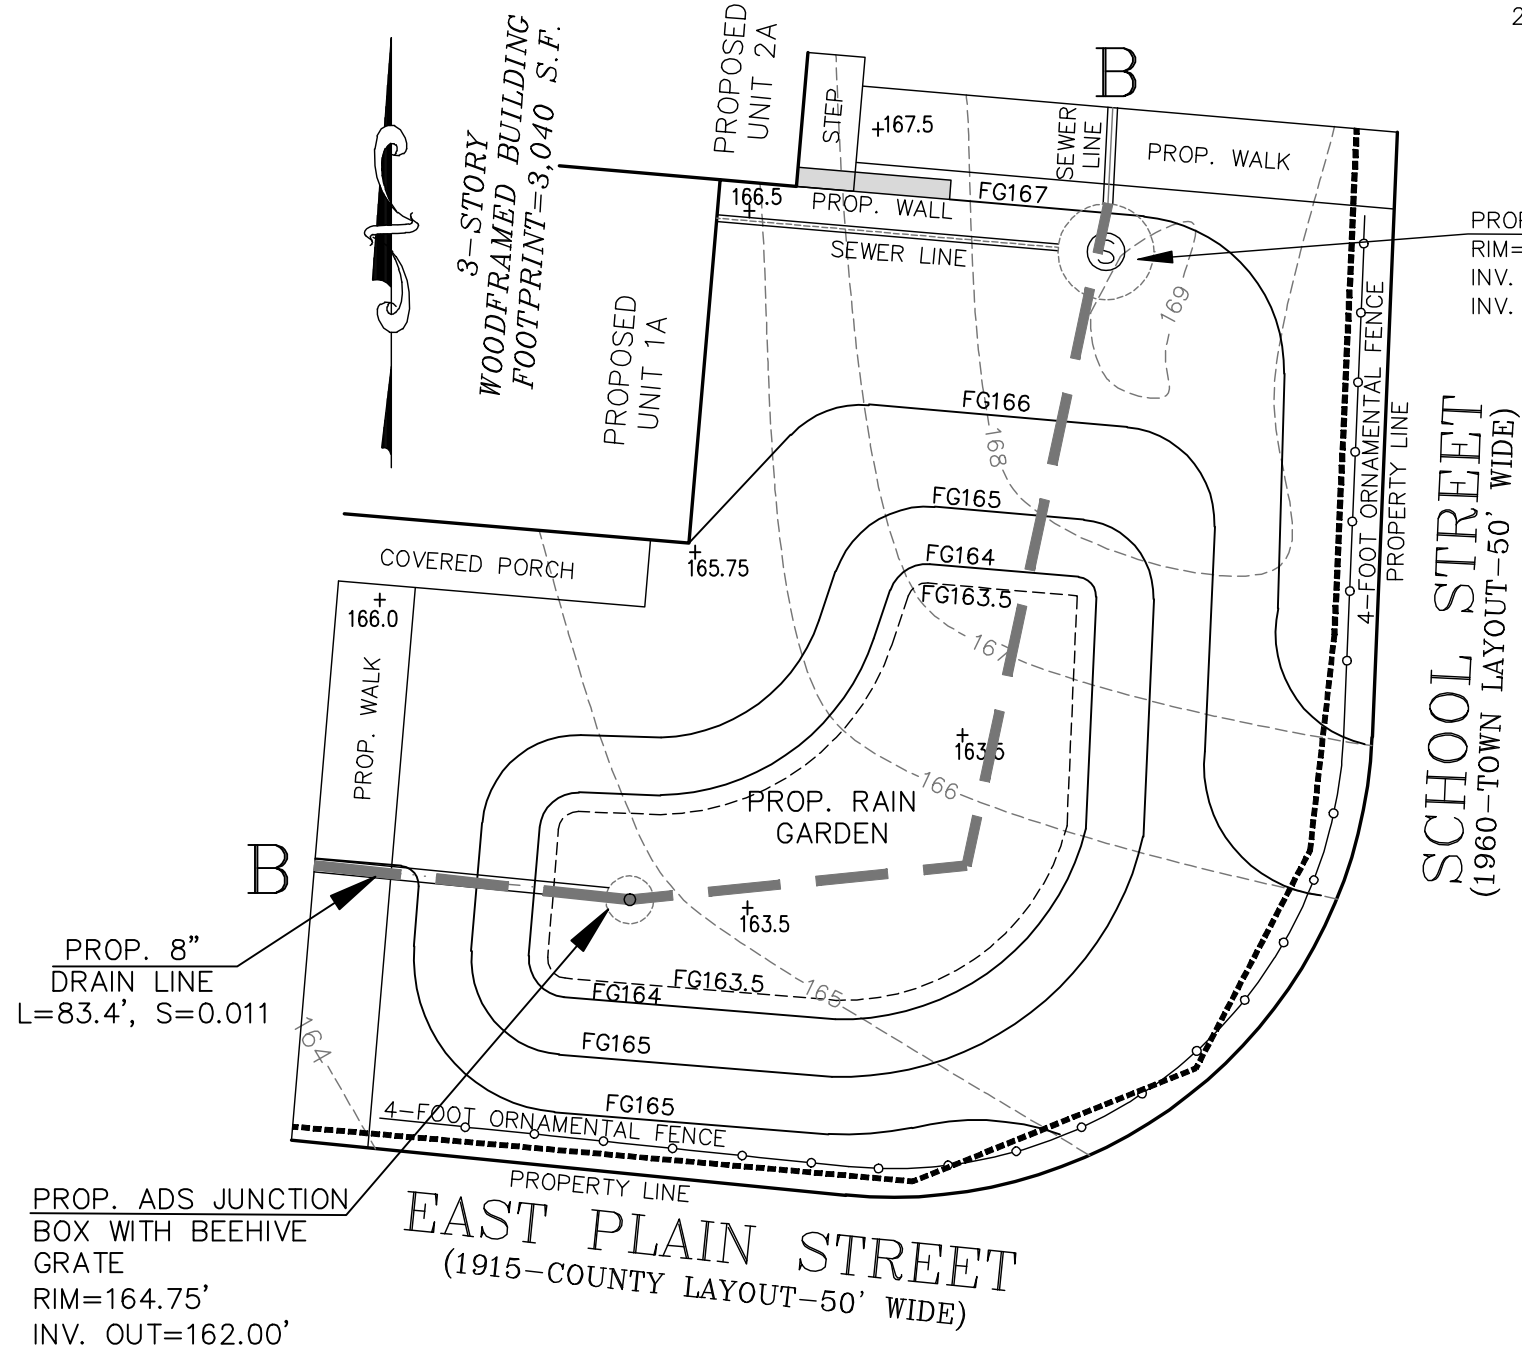 2
3-STORY
WOODFRAMED BUILDING
FOOTPRINT=3,040 S.F.
PROPOSED
UNIT 2A
STEP
167.5
B
SEWER
LINE
PROP. WALK
166.5
PROP. WALL
FG167
SEWER LINE
S
RIM=
INV.
INV.
169
PROPOSED
UNIT 1A
FG166
168
FG165
FG164
FG163.5
4-FOOT ORNAMENTAL FENCE
PROPERTY LINE
SCHOOL STREET
(1960-TOWN LAYOUT-50' WIDE)
COVERED PORCH
165.75
166.0
PROP. WALK
167
163.5
166
PROP. RAIN
GARDEN
B
163.5
PROP. 8"
DRAIN LINE
L=83.4', S=0.011
FG163.5
FG164
165
164
FG165
FG165
4-FOOT ORNAMENTAL FENCE
PROPERTY LINE
EAST PLAIN STREET
(1915-COUNTY LAYOUT-50' WIDE)
PROP. ADS JUNCTION
BOX WITH BEEHIVE
GRATE
RIM=164.75'
INV. OUT=162.00'